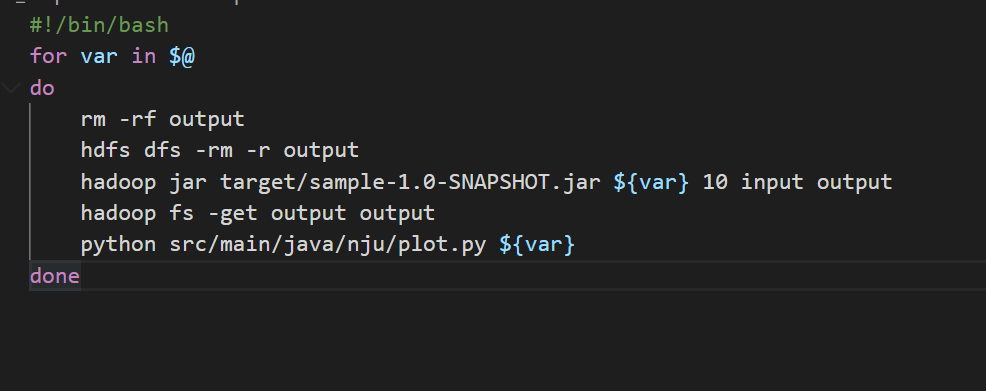 #!/bin/bash
for var in $@
do
    rm -rf output
    hdfs dfs -rm -r output
    hadoop jar target/sample-1.0-SNAPSHOT.jar ${var} 10 input output
    hadoop fs -get output output
    python src/main/java/nju/plot.py ${var}
done